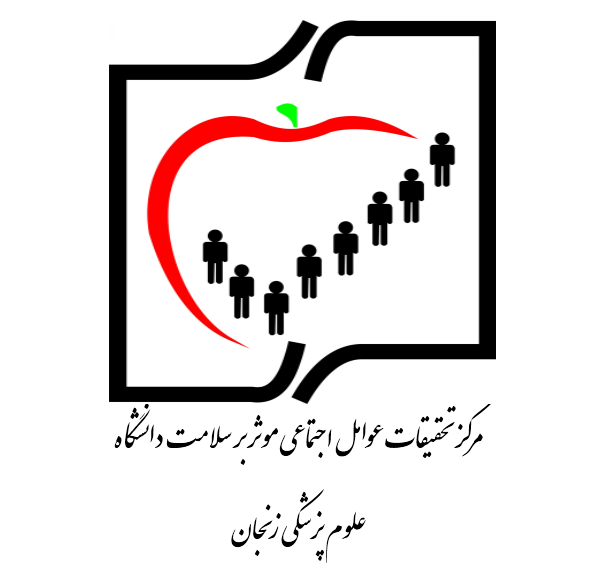 مرکز تحقیقات عوامل اجتماعی موثر بر سلامت دانشگاه
علوم پزشکی زنجان